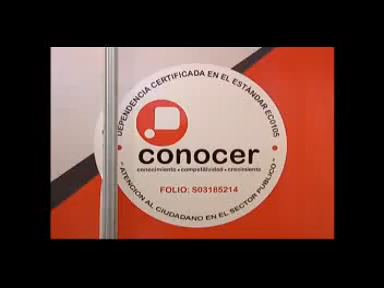 DEPENDENCIA CERTIFICADA EN EL ESTÁNDAR EC0105
conocer
conocimiento • competitividad • crecimiento
FOLIO: S03185214
- ATENCIÓN AL CIUDADANO EN EL SECTOR PÚBLICO -